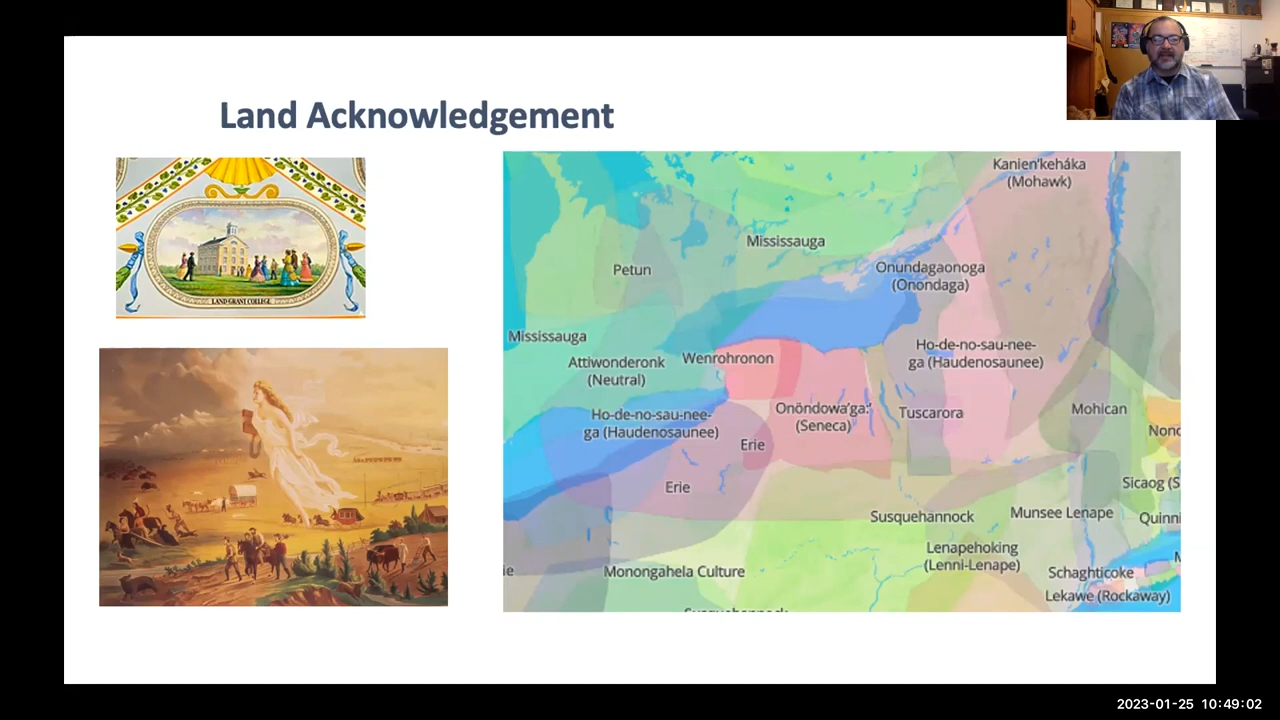 Land Acknowledgement
LAND GRANT COLLEGE
Kanien'kehá:ka
(Mohawk)
Mississauga
Petun
Onundagaonoga
(Onondaga)
Mississauga
Attiwonderonk
(Neutral)
Wenrohronon
Ho-de-no-sau-nee-
ga (Haudenosaunee)
Ho-de-no-sau-nee-
ga (Haudenosaunee)
Onöndowa'ga:'
(Seneca)
Tuscarora
Mohican
Erie
Nono
Erie
Sicaog (S
Susquehannock
Munsee Lenape
Quinni
Lenapehoking
(Lenni-Lenape)
ie
Monongahela Culture
Schaghticoke
Lekawe (Rockaway)
Susquehannock
2023-01-25 10:49:02